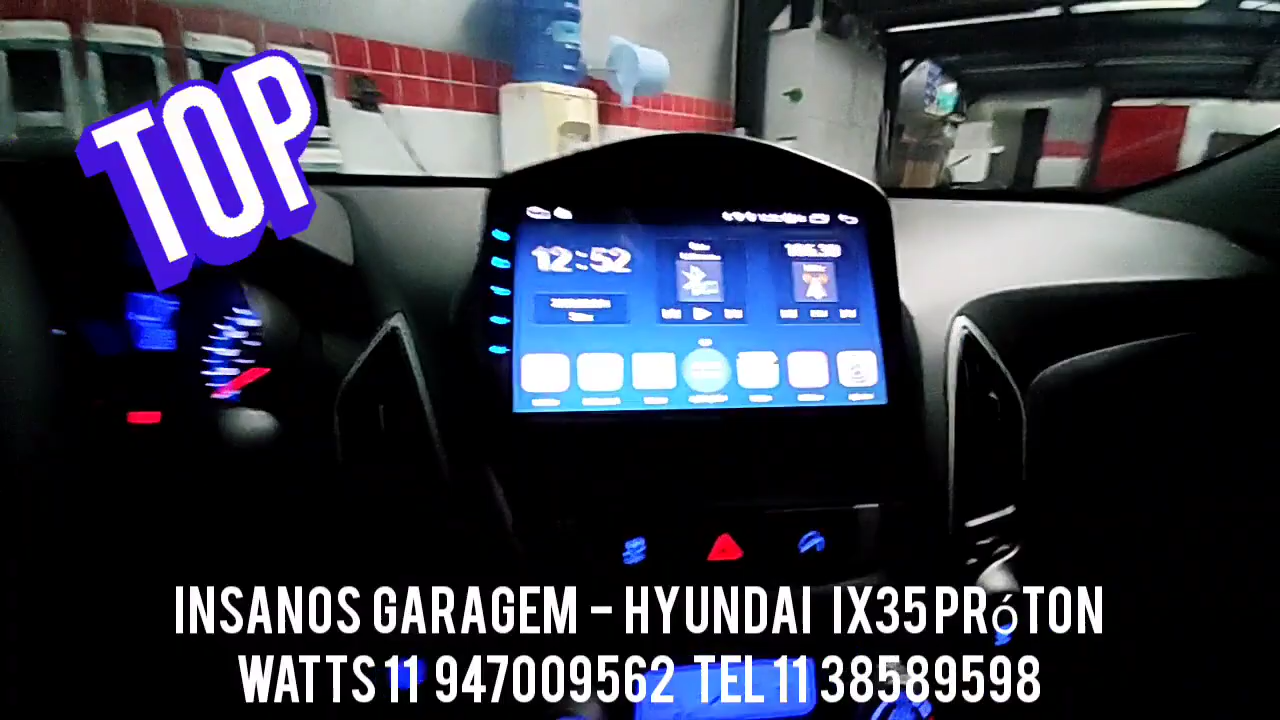 TOP
12:52
INSANOS GARAGEM - HYUNDAI IX35 PRóTON
WATTS 11 947009562 TEL 11 38589598